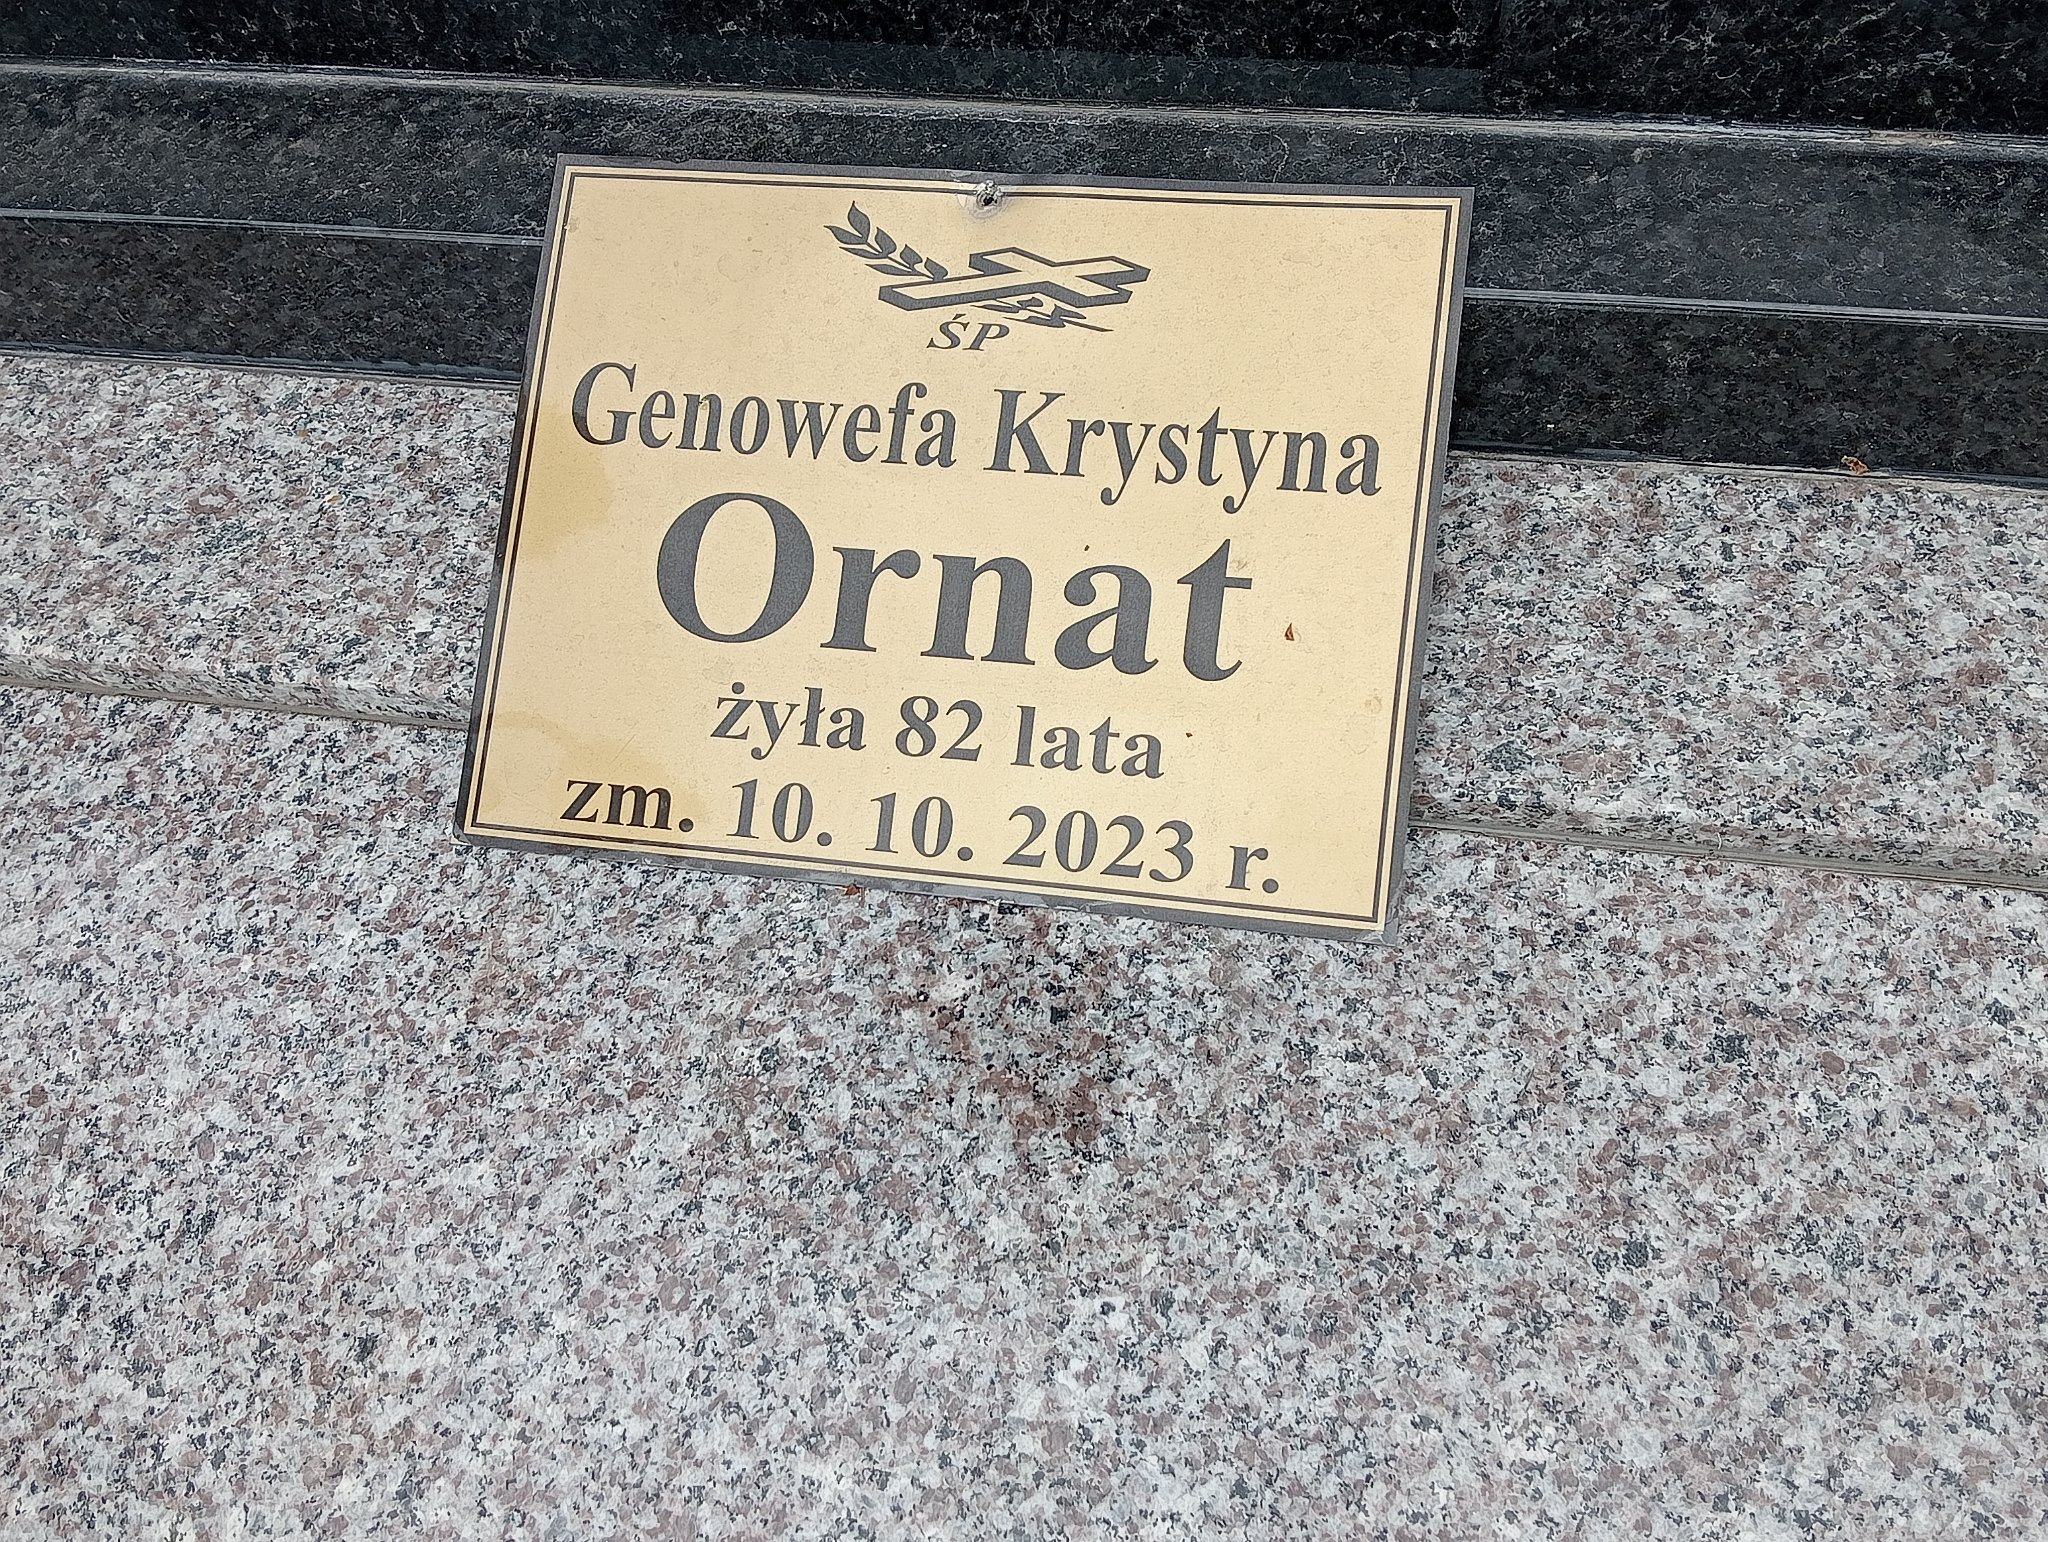 ŚP
Genowefa Krystyna
Ornat
żyła 82 lata
zm. 10. 10. 2023 r.